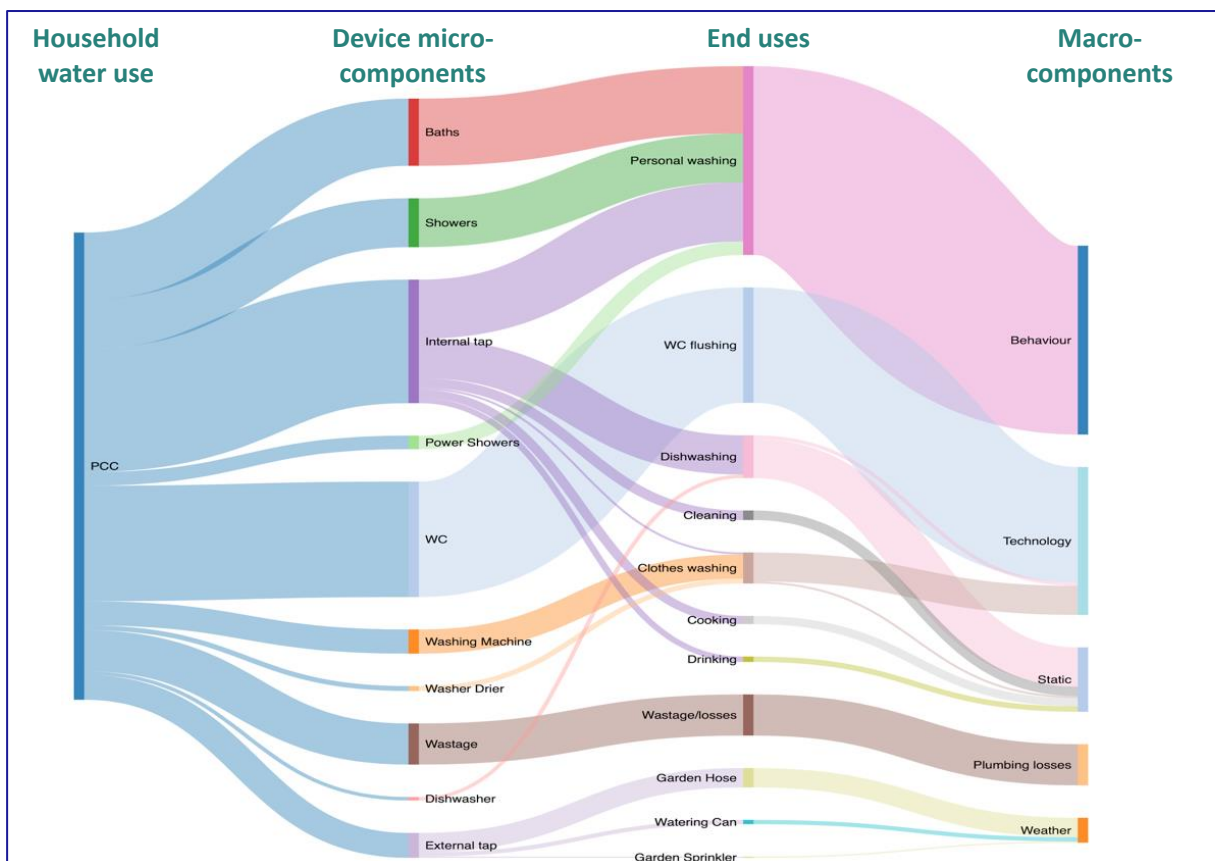 Household
water use
Device micro-
components
End uses
Macro-
components
PCC
Baths
Showers
Internal tap
Power Showers
WC
Washing Machine
Washer Drier
Wastage
Dishwasher
External tap
Personal washing
WC flushing
Dishwashing
Cleaning
Clothes washing
Cooking
Drinking
Wastage/losses
Garden Hose
Watering Can
Garden Sprinkler
Behaviour
Technology
Static
Plumbing losses
Weather